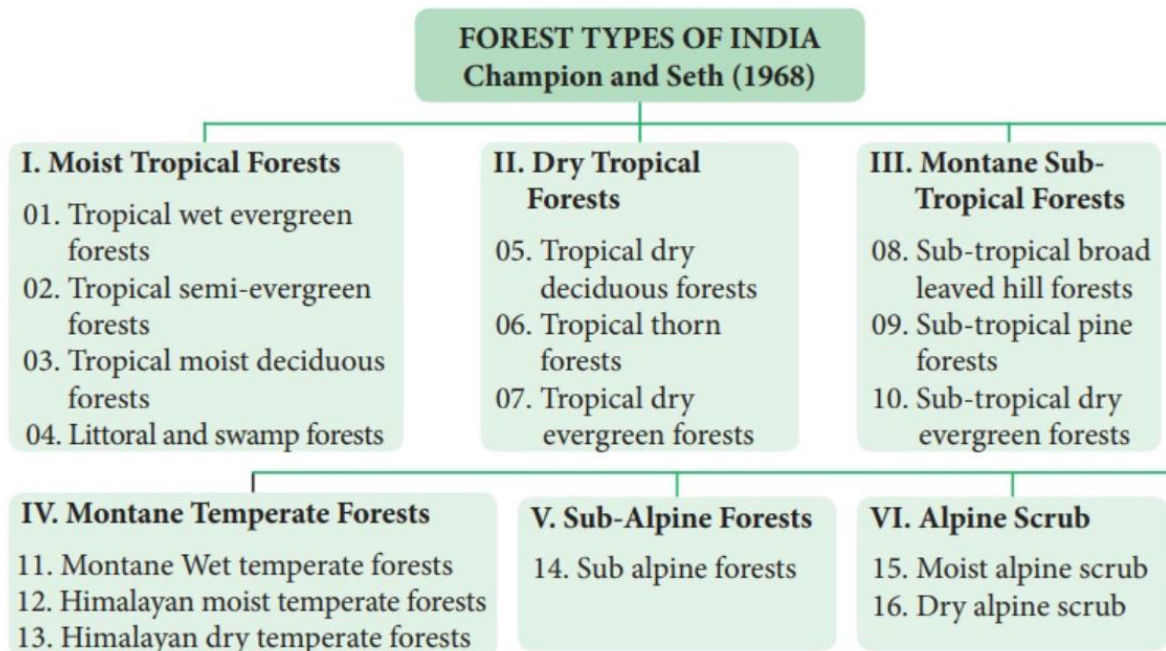 FOREST TYPES OF INDIA
Champion and Seth (1968)
I. Moist Tropical Forests
01. Tropical wet evergreen
forests
02. Tropical semi-evergreen
forests
03. Tropical moist deciduous
forests
04. Littoral and swamp forests
II. Dry Tropical
Forests
05. Tropical dry
deciduous forests
06. Tropical thorn
forests
07. Tropical dry
evergreen forests
III. Montane Sub-
Tropical Forests
08. Sub-tropical broad
leaved hill forests
09. Sub-tropical pine
forests
10. Sub-tropical dry
evergreen forests
IV. Montane Temperate Forests
11. Montane Wet temperate forests
12. Himalayan moist temperate forests
13. Himalayan dry temperate forests
V. Sub-Alpine Forests
14. Sub alpine forests
VI. Alpine Scrub
15. Moist alpine scrub
16. Dry alpine scrub